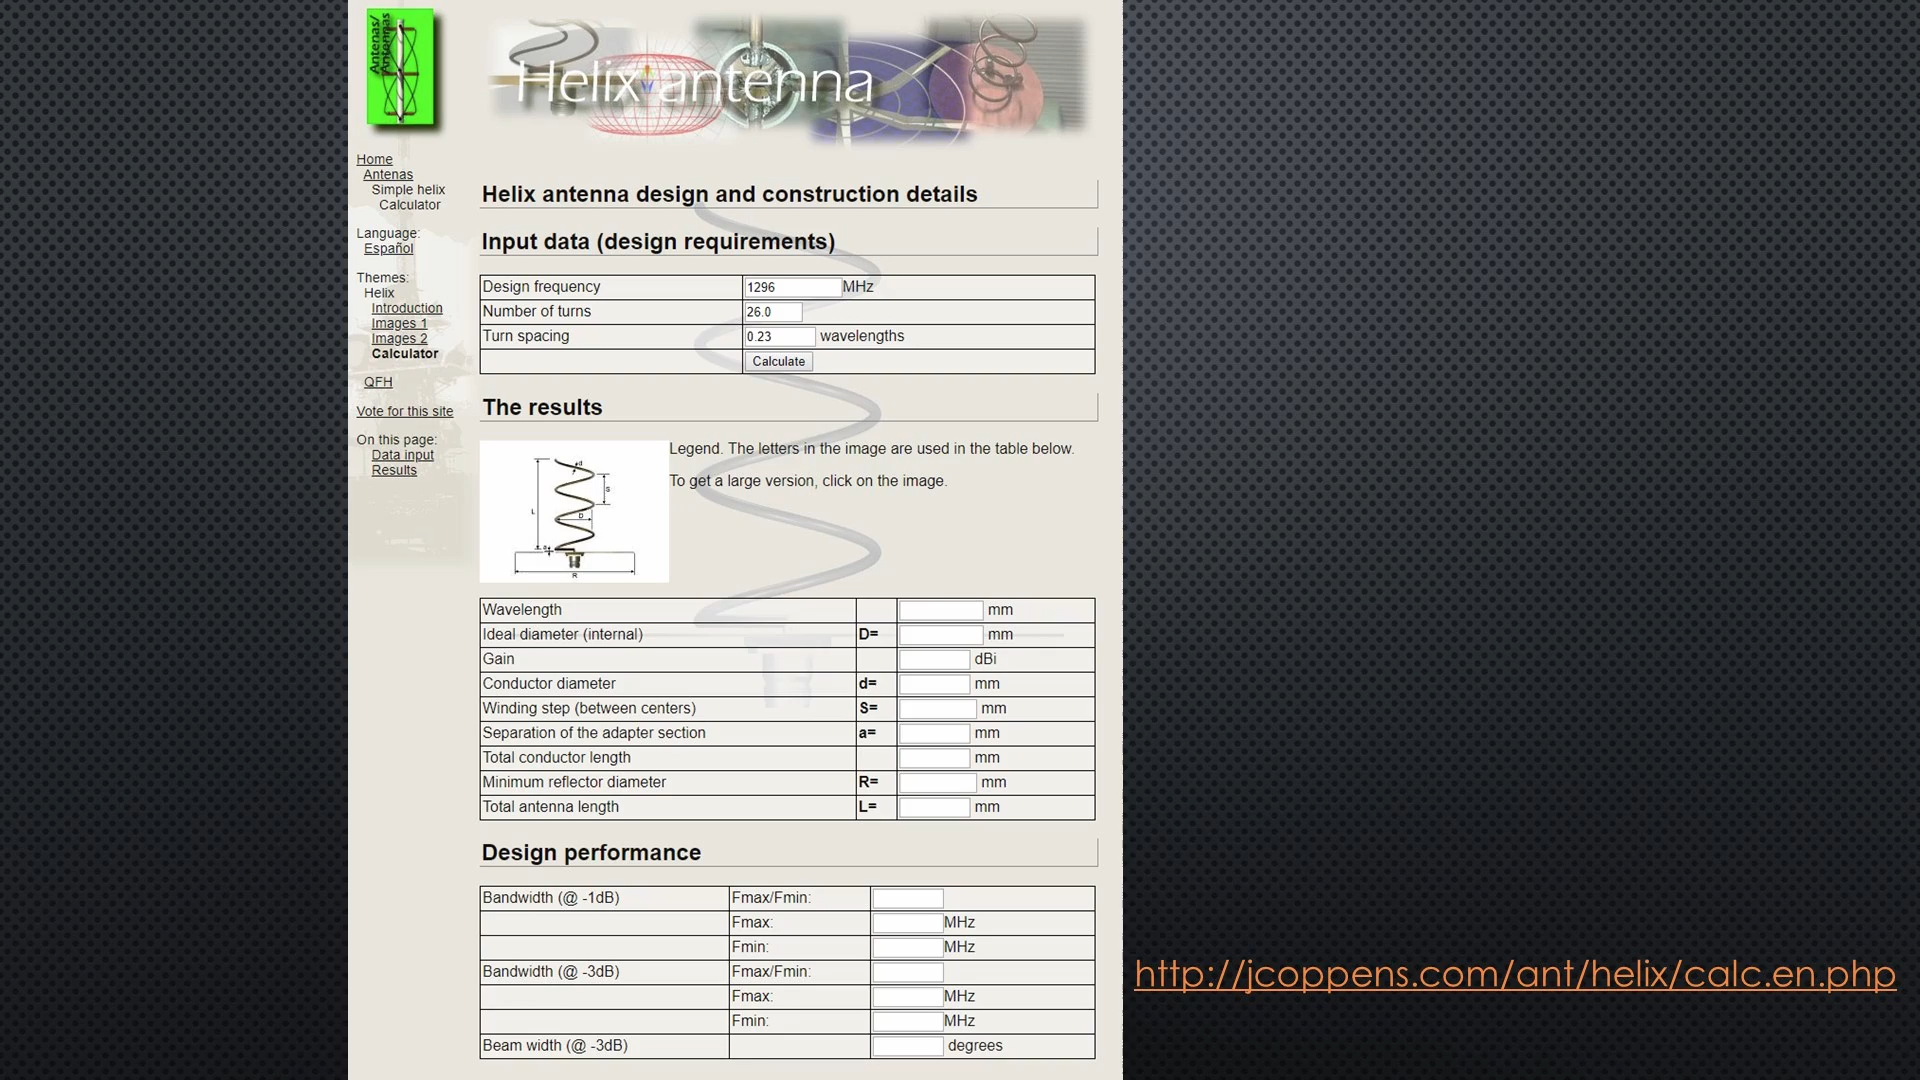 Antenas/
Antennas
Helix antenna
Home
Antenas
Simple helix
Calculator
Language:
Español
Themes:
Helix
Introduction
Images 1
Images 2
Calculator
QFH
Vote for this site
On this page:
Data input
Results
Helix antenna design and construction details
Input data (design requirements)
Design frequency 1296 MHz
Number of turns 26.0
Turn spacing 0.23 wavelengths
Calculate
The results
Legend. The letters in the image are used in the table below.
To get a large version, click on the image.
d
S
L
D
a
R
Wavelength mm
Ideal diameter (internal) D= mm
Gain dBi
Conductor diameter d= mm
Winding step (between centers) S= mm
Separation of the adapter section a= mm
Total conductor length mm
Minimum reflector diameter R= mm
Total antenna length L= mm
Design performance
Bandwidth (@ -1dB) Fmax/Fmin:
Fmax: MHz
Fmin: MHz
Bandwidth (@ -3dB) Fmax/Fmin:
Fmax: MHz
Fmin: MHz
Beam width (@ -3dB) degrees
http://jcoppens.com/ant/helix/calc.en.php